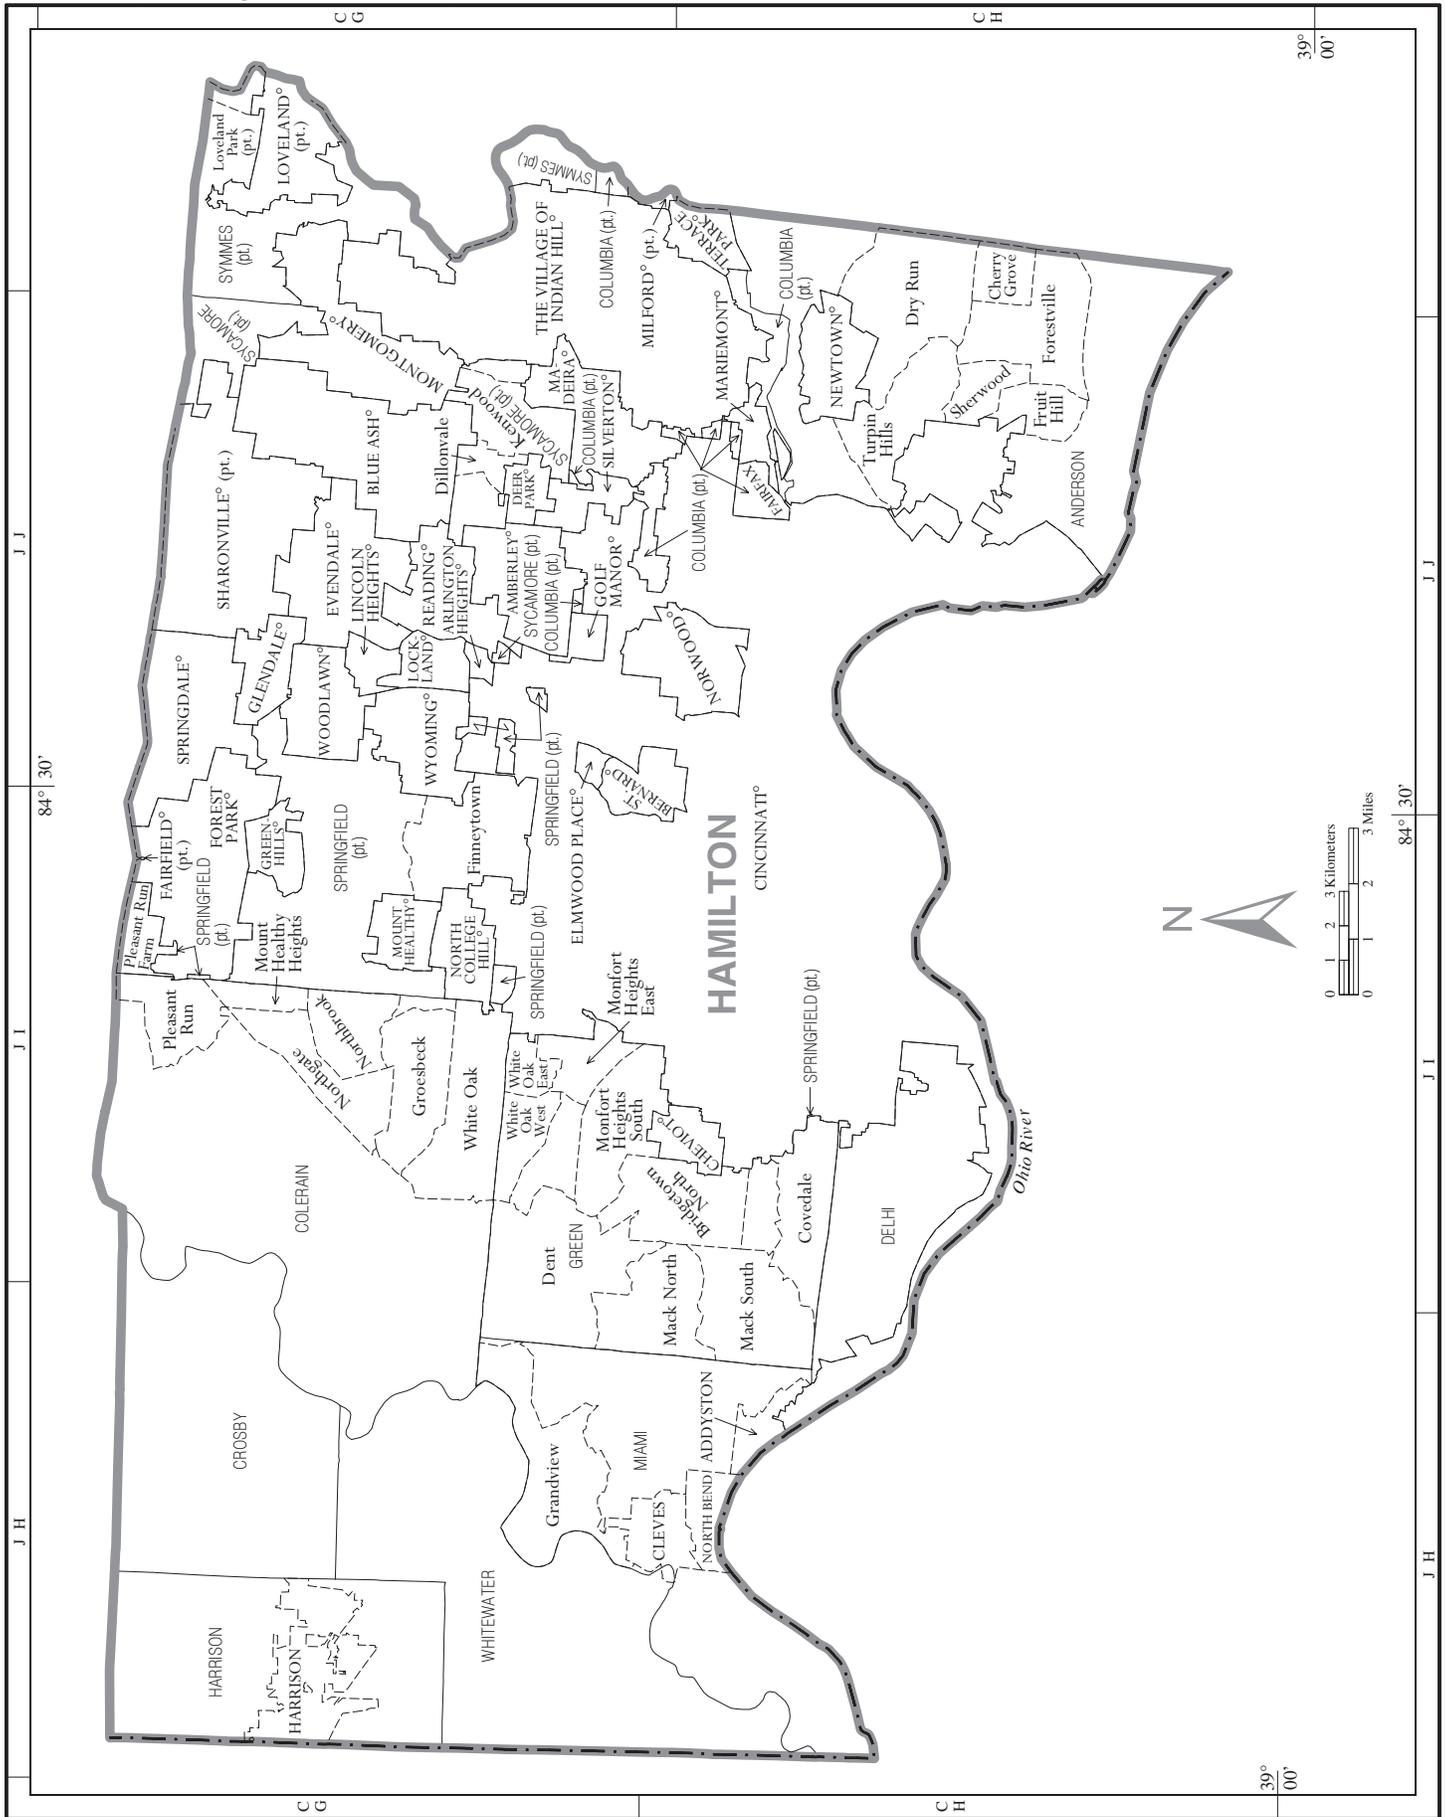 J H
J I
J J
C
G
C
H
84° 30'
39°
00'
HARRISON
HARRISON
CROSBY
WHITEWATER
COLERAIN
Pleasant
Run
Pleasant Run
Farm
FAIRFIELD°
(pt.)
SPRINGFIELD
(pt.)
FOREST
PARK°
GREEN-
HILLS°
Mount
Healthy
Heights
SPRINGFIELD
(pt.)
SPRINGDALE°
GLENDALE°
WOODLAWN°
SHARONVILLE° (pt.)
EVENDALE°
LINCOLN
HEIGHTS°
BLUE ASH°
SYCAMORE
(pt.)
SYMMES
(pt.)
Loveland
Park
(pt.)
LOVELAND°
(pt.)
MONTGOMERY°
Northgate
Northbrook
Groesbeck
White Oak
MOUNT
HEALTHY°
NORTH
COLLEGE
HILL°
Finneytown
WYOMING°
LOCK-
LAND°
READING°
ARLINGTON
HEIGHTS°
AMBERLEY°
SYCAMORE (pt.)
COLUMBIA (pt.)
Dillonvale
DEER
PARK°
Kenwood
SYCAMORE (pt.)
MA-
DEIRA°
COLUMBIA (pt.)
SILVERTON°
GOLF
MANOR°
THE VILLAGE OF
INDIAN HILL°
SYMMES (pt.)
COLUMBIA (pt.)
MILFORD° (pt.)
TERRACE
PARK°
White
Oak
East
White
Oak
West
SPRINGFIELD (pt.)
SPRINGFIELD (pt.)
ELMWOOD PLACE°
ST.
BERNARD°
NORWOOD°
COLUMBIA (pt.)
MARIEMONT°
FAIRFAX
COLUMBIA
(pt.)
NEWTOWN°
Dent
GREEN
Monfort
Heights
East
Monfort
Heights
South
CHEVIOT°
Bridgetown
North
Mack North
Mack South
Covedale
SPRINGFIELD (pt.)
HAMILTON
CINCINNATI°
DELHI
Grandview
MIAMI
CLEVES
NORTH BEND
ADDYSTON
Turpin
Hills
Dry Run
Cherry
Grove
Sherwood
Forestville
Fruit
Hill
ANDERSON
Ohio River
N
0 1 2 3 Kilometers
0 1 2 3 Miles
84° 30'
39°
00'
C
G
C
H
J H
J I
J J